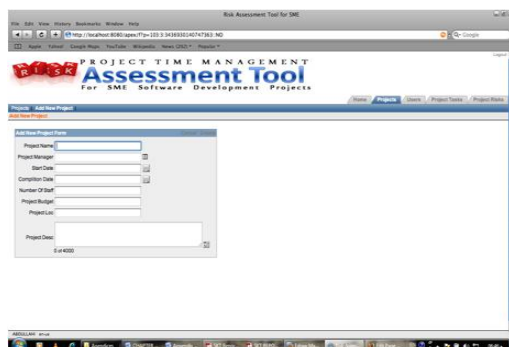 Risk Assessment Tool for SME
File Edit View History Bookmarks Window Help
http://localhost:8080/apex/f?p=103:3:3436930140747363::NO
Google
Apple Yahoo! Google Maps YouTube Wikipedia News (202) Popular
Logout
RISK
PROJECT TIME MANAGEMENT
Assessment Tool
For SME Software Development Projects
Home Projects Users Project Tasks Project Risks
Projects Add New Project
Add New Project
Add New Project Form
Project Name
Project Manager
Start Date
Number Of Staff
Project Budget
Project Loc
Project Desc
0 of 4000